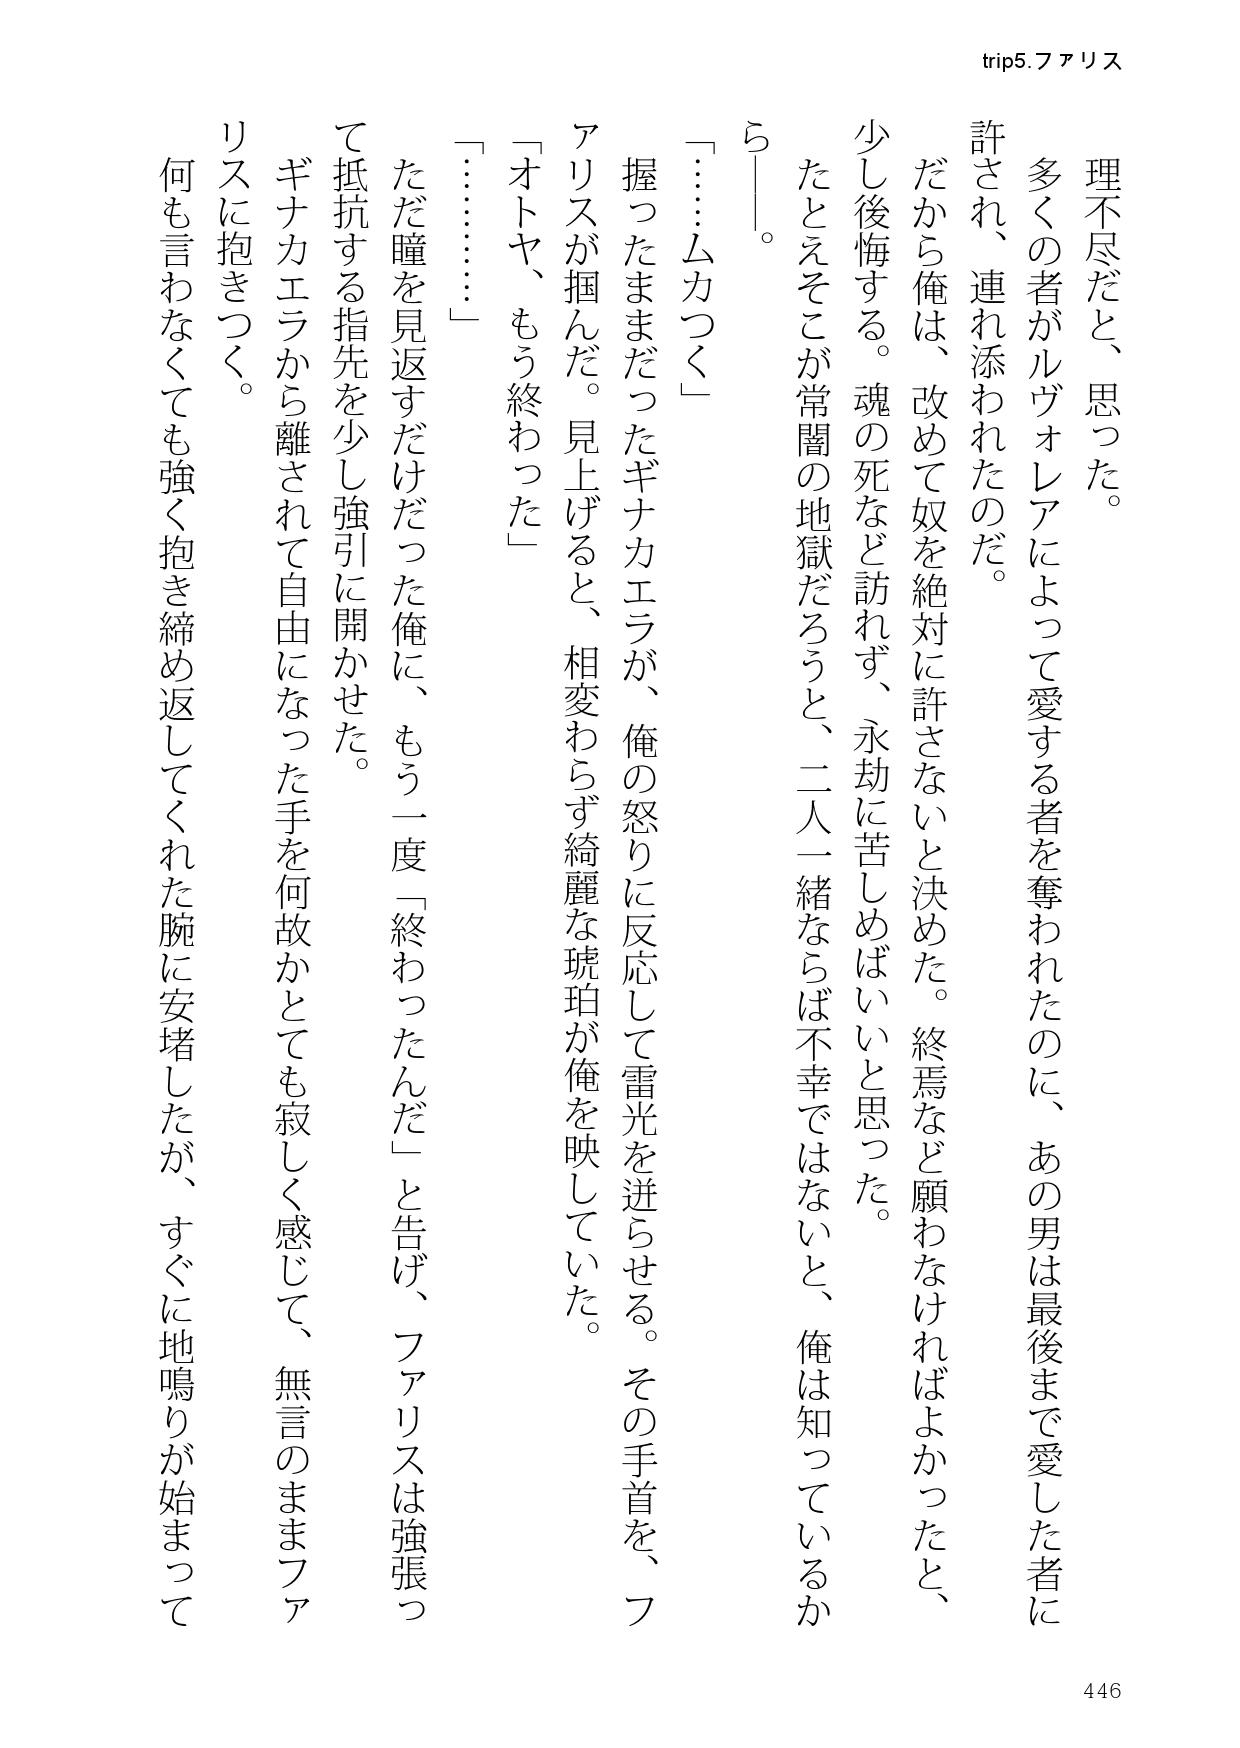 trip5.ファリス
理不尽だと、思った。
多くの者がルヴォレアによって愛する者を奪われたのに、あの男は最後まで愛した者に
許され、連れ添われたのだ。
だから俺は、改めて奴を絶対に許さないと決めた。終焉など願わなければよかったと、
少し後悔する。魂の死など訪れず、永劫に苦しめばいいと思った。
たとえそこが常闇の地獄だろうと、二人一緒ならば不幸ではないと、俺は知っているか
ら――。
「……ムカつく」
握ったままだったギナカエラが、俺の怒りに反応して雷光を迸らせる。その手首を、フ
ァリスが掴んだ。見上げると、相変わらず綺麗な琥珀が俺を映していた。
「オトヤ、もう終わった」
「…………」
ただ瞳を見返すだけだった俺に、もう一度「終わったんだ」と告げ、ファリスは強張っ
て抵抗する指先を少し強引に開かせた。
ギナカエラから離されて自由になった手を何故かとても寂しく感じて、無言のままファ
リスに抱きつく。
何も言わなくても強く抱き締め返してくれた腕に安堵したが、すぐに地鳴りが始まって
446